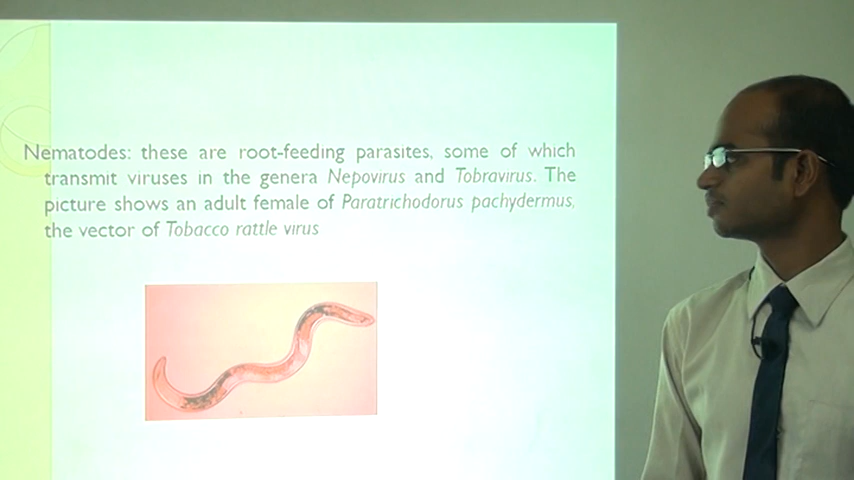 Nematodes: these are root-feeding parasites, some of which
transmit viruses in the genera Nepovirus and Tobravirus. The
picture shows an adult female of Paratrichodorus pachydermus,
the vector of Tobacco rattle virus